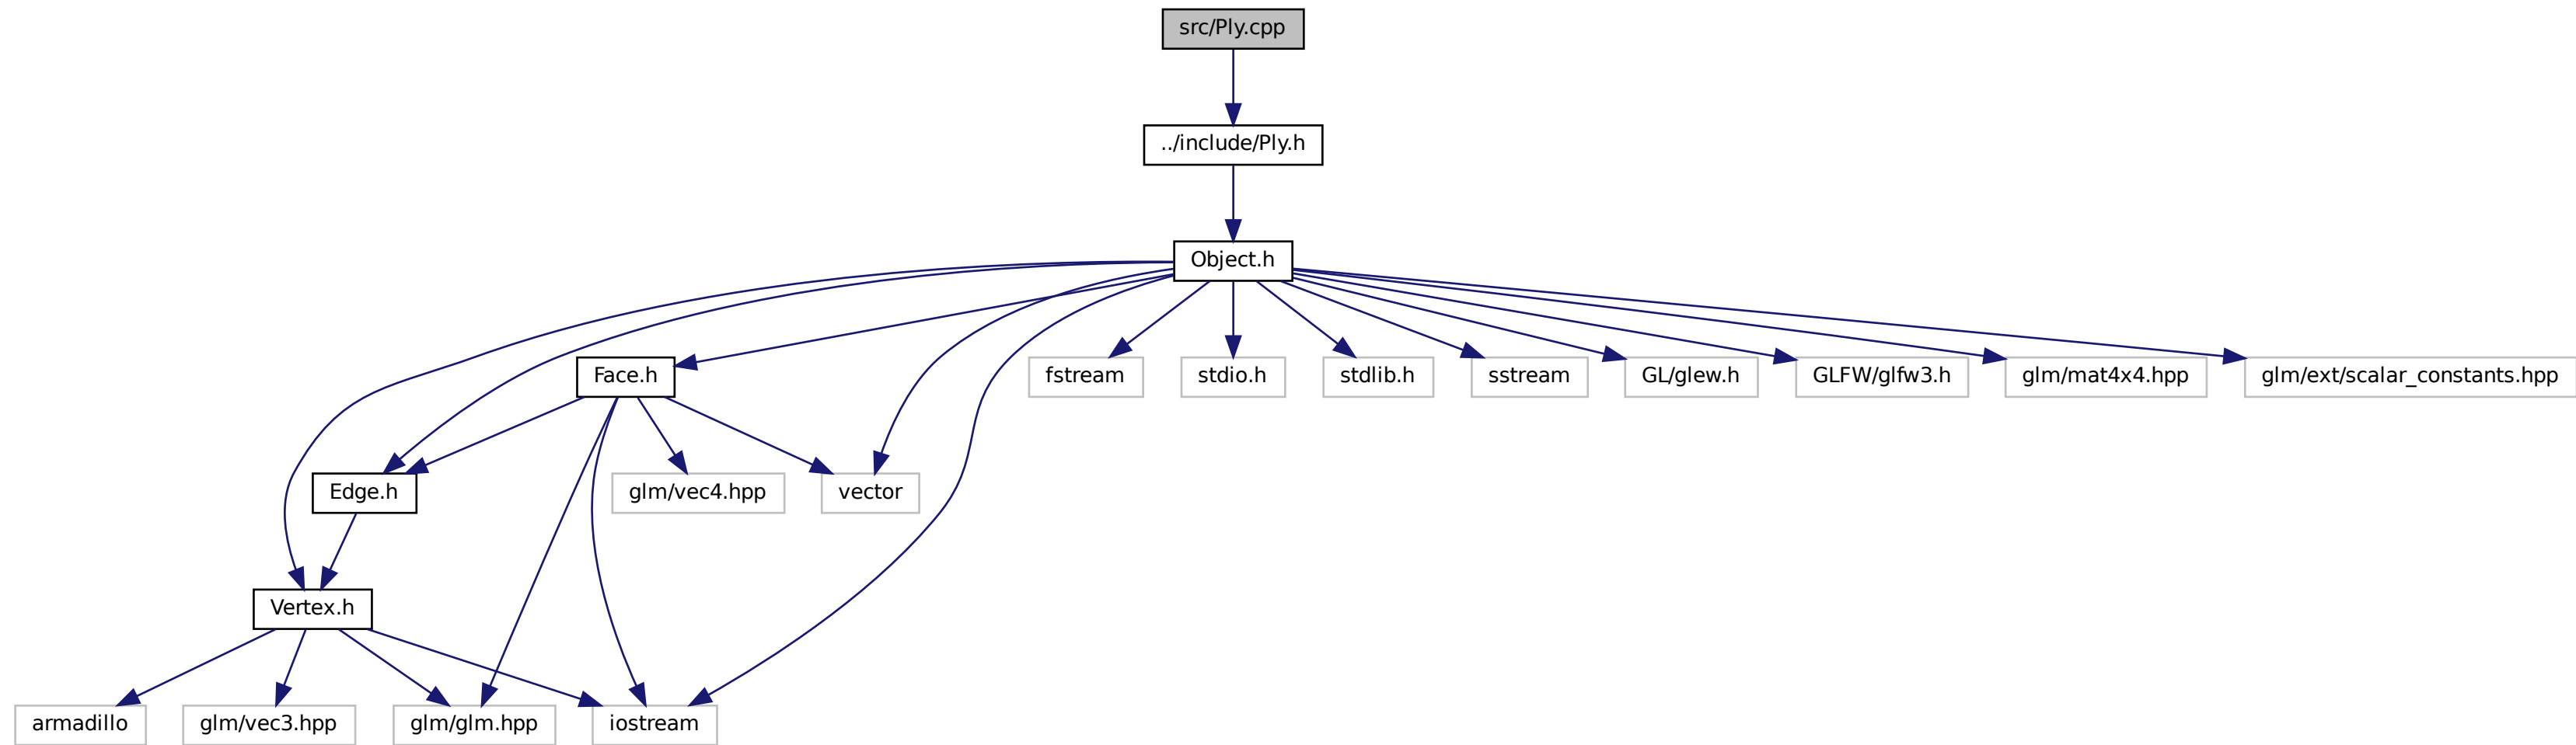 src/Ply.cpp
../include/Ply.h
Object.h
Face.h
fstream
stdio.h
stdlib.h
sstream
GL/glew.h
GLFW/glfw3.h
glm/mat4x4.hpp
glm/ext/scalar_constants.hpp
Edge.h
glm/vec4.hpp
vector
Vertex.h
armadillo
glm/vec3.hpp
glm/glm.hpp
iostream